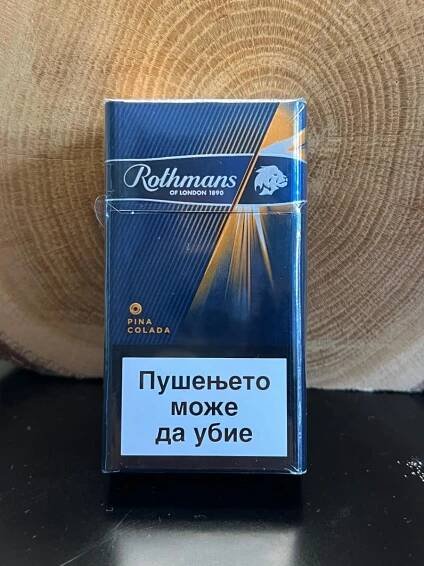 Rothmans
OF LONDON 1890
PINA
COLADA
Пушењето
може
да убие